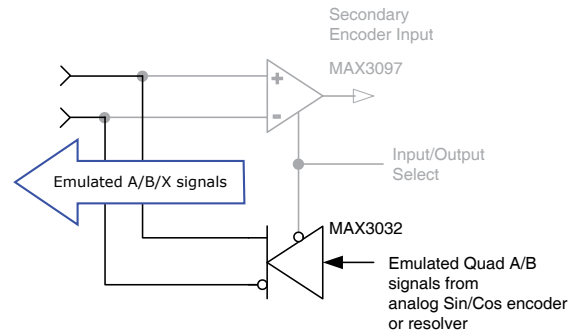 Secondary
Encoder Input
MAX3097
+
-
Input/Output
Select
Emulated A/B/X signals
MAX3032
Emulated Quad A/B
signals from
analog Sin/Cos encoder
or resolver